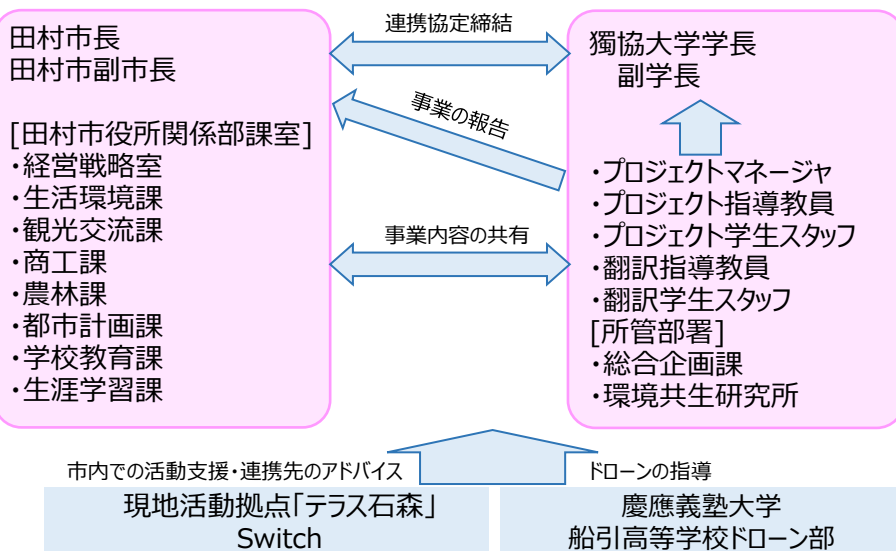 連携協定締結
田村市長
田村市副市長
[田村市役所関係部課室]
・経営戦略室
・生活環境課
・観光交流課
・商工課
・農林課
・都市計画課
・学校教育課
・生涯学習課
事業の報告
事業内容の共有
獨協大学学長
副学長
・プロジェクトマネージャ
・プロジェクト指導教員
・プロジェクト学生スタッフ
・翻訳指導教員
・翻訳学生スタッフ
[所管部署]
・総合企画課
・環境共生研究所
市内での活動支援・連携先のアドバイス
ドローンの指導
現地活動拠点「テラス石森」
Switch
慶應義塾大学
船引高等学校ドローン部